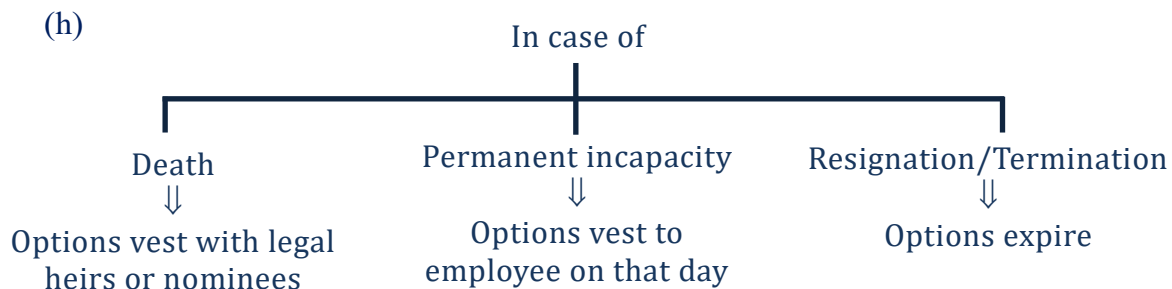 (h)
In case of
Death
⇓
Options vest with legal
heirs or nominees
Permanent incapacity
⇓
Options vest to
employee on that day
Resignation/Termination
⇓
Options expire